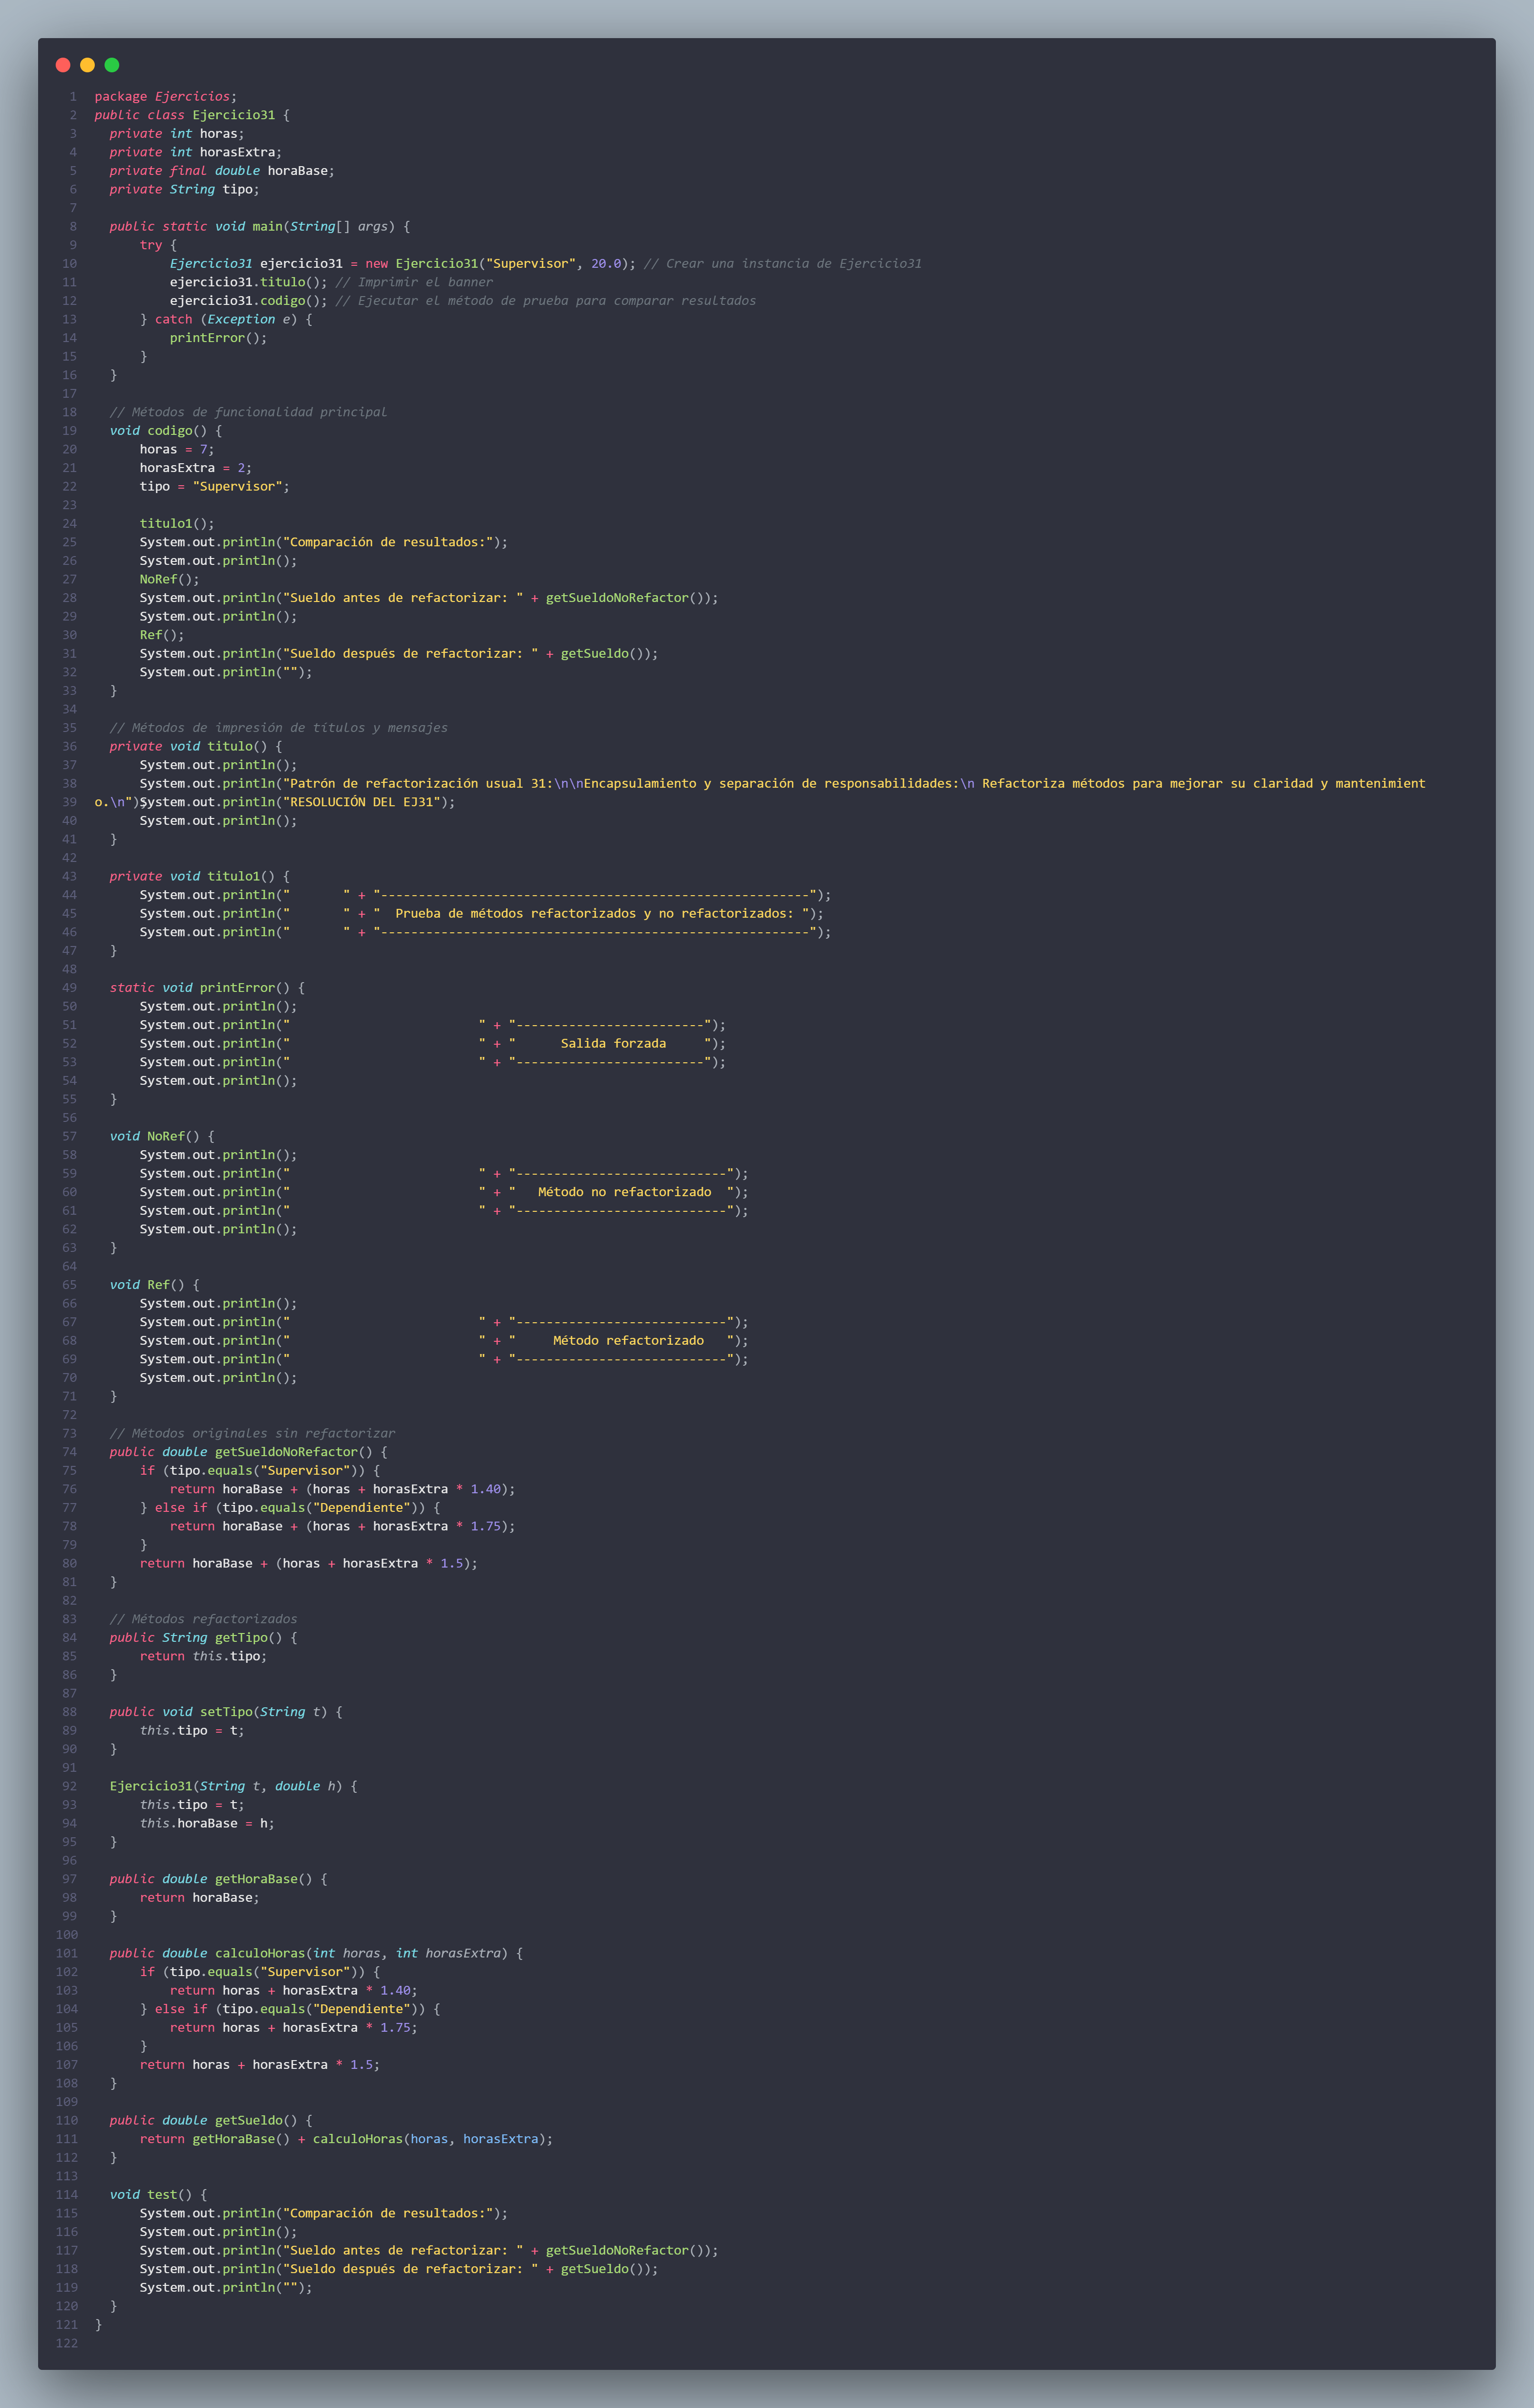 1 package Ejercicios;
2 public class Ejercicio31 {
3   private int horas;
4   private int horasExtra;
5   private final double horaBase;
6   private String tipo;
7
8   public static void main(String[] args) {
9       try {
10           Ejercicio31 ejercicio31 = new Ejercicio31("Supervisor", 20.0); // Crear una instancia de Ejercicio31
11           ejercicio31.titulo(); // Imprimir el banner
12           ejercicio31.codigo(); // Ejecutar el método de prueba para comparar resultados
13       } catch (Exception e) {
14           printError();
15       }
16   }
17
18   // Métodos de funcionalidad principal
19   void codigo() {
20       horas = 7;
21       horasExtra = 2;
22       tipo = "Supervisor";
23
24       titulo1();
25       System.out.println("Comparación de resultados:");
26       System.out.println();
27       NoRef();
28       System.out.println("Sueldo antes de refactorizar: " + getSueldoNoRefactor());
29       System.out.println();
30       Ref();
31       System.out.println("Sueldo después de refactorizar: " + getSueldo());
32       System.out.println("");
33   }
34
35   // Métodos de impresión de títulos y mensajes
36   private void titulo() {
37       System.out.println();
38       System.out.println("Patrón de refactorización usual 31:\n\nEncapsulamiento y separación de responsabilidades:\n Refactoriza métodos para mejorar su claridad y mantenimient
39 o.\n");System.out.println("RESOLUCIÓN DEL EJ31");
40       System.out.println();
41   }
42
43   private void titulo1() {
44       System.out.println("       " + "---------------------------------------------------------");
45       System.out.println("       " + "  Prueba de métodos refactorizados y no refactorizados: ");
46       System.out.println("       " + "---------------------------------------------------------");
47   }
48
49   static void printError() {
50       System.out.println();
51       System.out.println("                         " + "-------------------------");
52       System.out.println("                         " + "      Salida forzada     ");
53       System.out.println("                         " + "-------------------------");
54       System.out.println();
55   }
56
57   void NoRef() {
58       System.out.println();
59       System.out.println("                         " + "----------------------------");
60       System.out.println("                         " + "   Método no refactorizado  ");
61       System.out.println("                         " + "----------------------------");
62       System.out.println();
63   }
64
65   void Ref() {
66       System.out.println();
67       System.out.println("                         " + "----------------------------");
68       System.out.println("                         " + "     Método refactorizado   ");
69       System.out.println("                         " + "----------------------------");
70       System.out.println();
71   }
72
73   // Métodos originales sin refactorizar
74   public double getSueldoNoRefactor() {
75       if (tipo.equals("Supervisor")) {
76           return horaBase + (horas + horasExtra * 1.40);
77       } else if (tipo.equals("Dependiente")) {
78           return horaBase + (horas + horasExtra * 1.75);
79       }
80       return horaBase + (horas + horasExtra * 1.5);
81   }
82
83   // Métodos refactorizados
84   public String getTipo() {
85       return this.tipo;
86   }
87
88   public void setTipo(String t) {
89       this.tipo = t;
90   }
91
92   Ejercicio31(String t, double h) {
93       this.tipo = t;
94       this.horaBase = h;
95   }
96
97   public double getHoraBase() {
98       return horaBase;
99   }
100
101   public double calculoHoras(int horas, int horasExtra) {
102       if (tipo.equals("Supervisor")) {
103           return horas + horasExtra * 1.40;
104       } else if (tipo.equals("Dependiente")) {
105           return horas + horasExtra * 1.75;
106       }
107       return horas + horasExtra * 1.5;
108   }
109
110   public double getSueldo() {
111       return getHoraBase() + calculoHoras(horas, horasExtra);
112   }
113
114   void test() {
115       System.out.println("Comparación de resultados:");
116       System.out.println();
117       System.out.println("Sueldo antes de refactorizar: " + getSueldoNoRefactor());
118       System.out.println("Sueldo después de refactorizar: " + getSueldo());
119       System.out.println("");
120   }
121 }
122